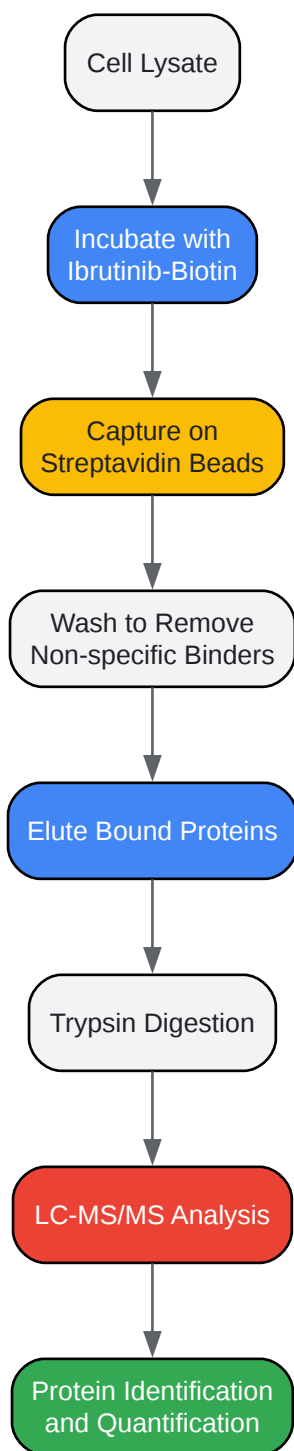 Cell Lysate
Incubate with
Ibrutinib-Biotin
Capture on
Streptavidin Beads
Wash to Remove
Non-specific Binders
Elute Bound Proteins
Trypsin Digestion
LC-MS/MS Analysis
Protein Identification
and Quantification